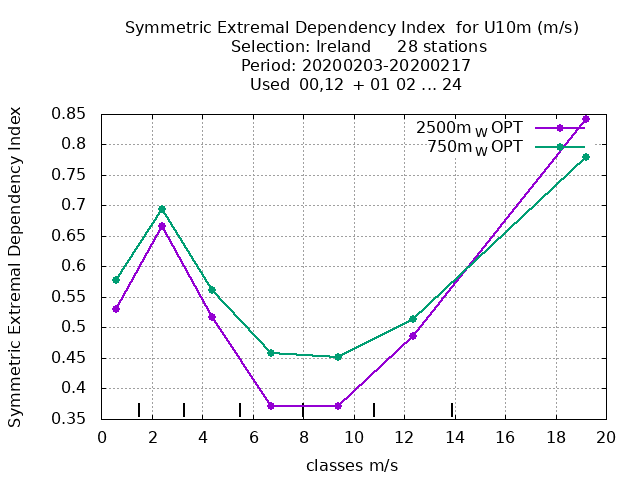 Symmetric Extremal Dependency Index  for U10m (m/s)
Selection: Ireland     28 stations
Period: 20200203-20200217
Used  00,12  + 01 02 ... 24
Symmetric Extremal Dependency Index
0.85
0.8
0.75
0.7
0.65
0.6
0.55
0.5
0.45
0.4
0.35
2500m W OPT
750m W OPT
0 2 4 6 8 10 12 14 16 18 20
classes m/s